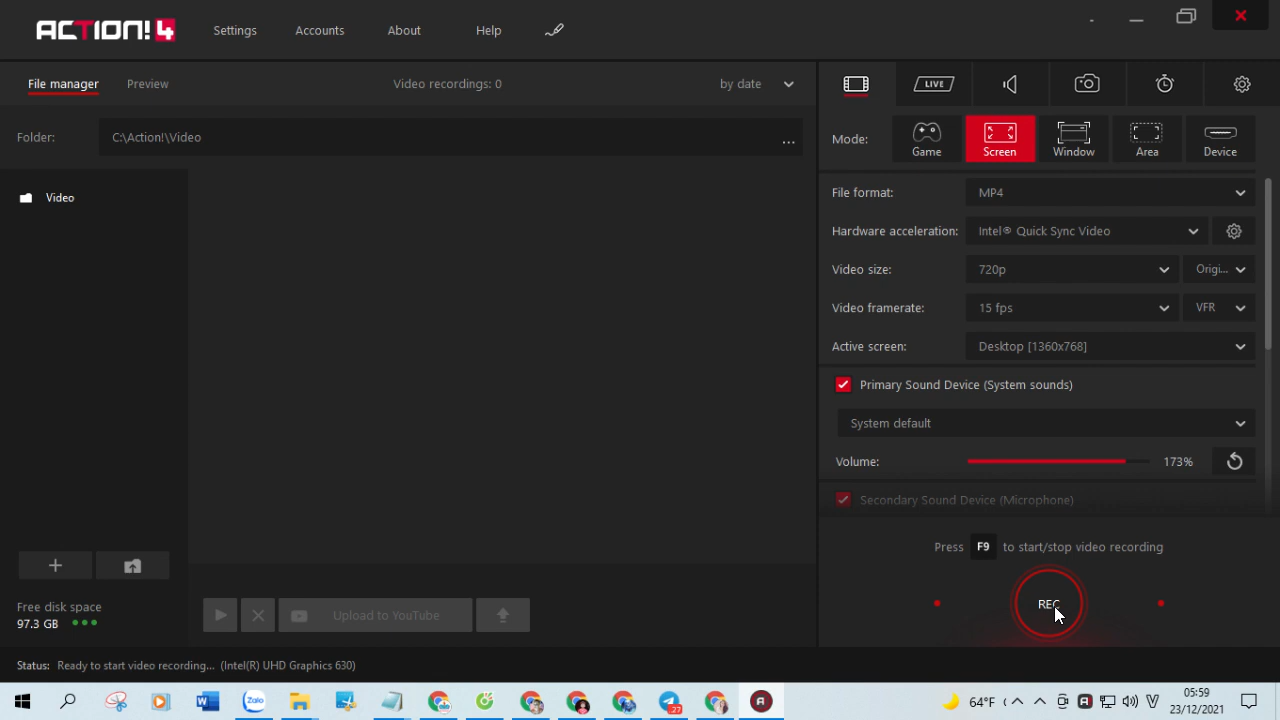 ACTION! 4
Settings
Accounts
About
Help
File manager
Preview
Video recordings: 0
by date
LIVE
Folder:
C:\Action!\Video
...
Mode:
Game
Screen
Window
Area
Device
Video
File format:
MP4
Hardware acceleration:
Intel® Quick Sync Video
Video size:
720p
Origi...
Video framerate:
15 fps
VFR
Active screen:
Desktop [1360x768]
Primary Sound Device (System sounds)
System default
Volume:
173%
Secondary Sound Device (Microphone)
Press F9 to start/stop video recording
REC
Free disk space
97.3 GB
Upload to YouTube
Status: Ready to start video recording... (Intel(R) UHD Graphics 630)
Zalo
27
64°F
05:59
23/12/2021